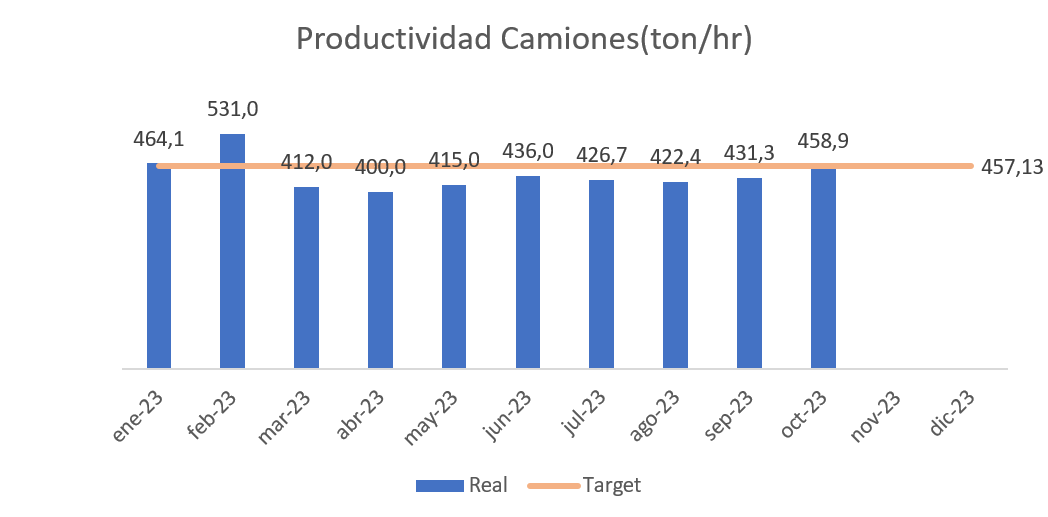 Productividad Camiones(ton/hr)
464,1
531,0
412,0
400,0
415,0
436,0
426,7
422,4
431,3
458,9
457,13
ene-23
feb-23
mar-23
abr-23
may-23
jun-23
jul-23
ago-23
sep-23
oct-23
nov-23
dic-23
Real
Target